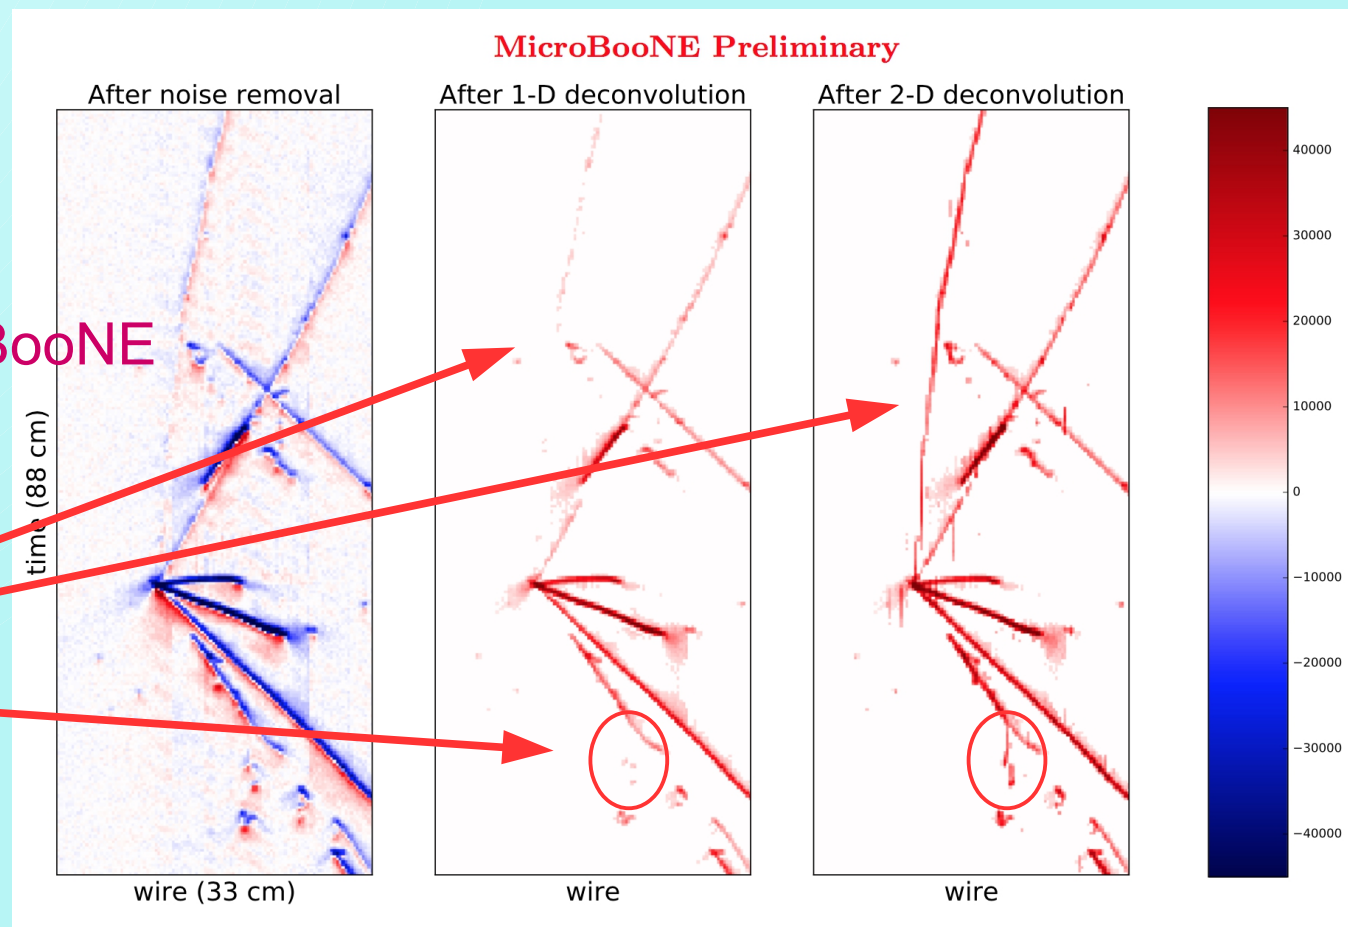 MicroBooNE Preliminary
After noise removal
After 1-D deconvolution
After 2-D deconvolution
BooNE
time (88 cm)
wire (33 cm)
wire
wire
40000
30000
20000
10000
0
−10000
−20000
−30000
−40000